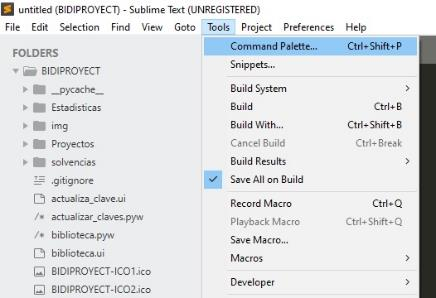 untitled (BIDIPROYECT) - Sublime Text (UNREGISTERED)
File Edit Selection Find View Goto Tools Project Preferences Help
FOLDERS
BIDIPROYECT
__pycache__
Estadisticas
img
Proyectos
solvencias
.gitignore
actualiza_clave.ui
actualizar_claves.pyw
biblioteca.pyw
biblioteca.ui
BIDIPROYECT-ICO1.ico
BIDIPROYECT-ICO2.ico
Command Palette... Ctrl+Shift+P
Snippets...
Build System
Build Ctrl+B
Build With... Ctrl+Shift+B
Cancel Build Ctrl+Break
Build Results
Save All on Build
Record Macro Ctrl+Q
Playback Macro Ctrl+Shift+Q
Save Macro...
Macros
Developer